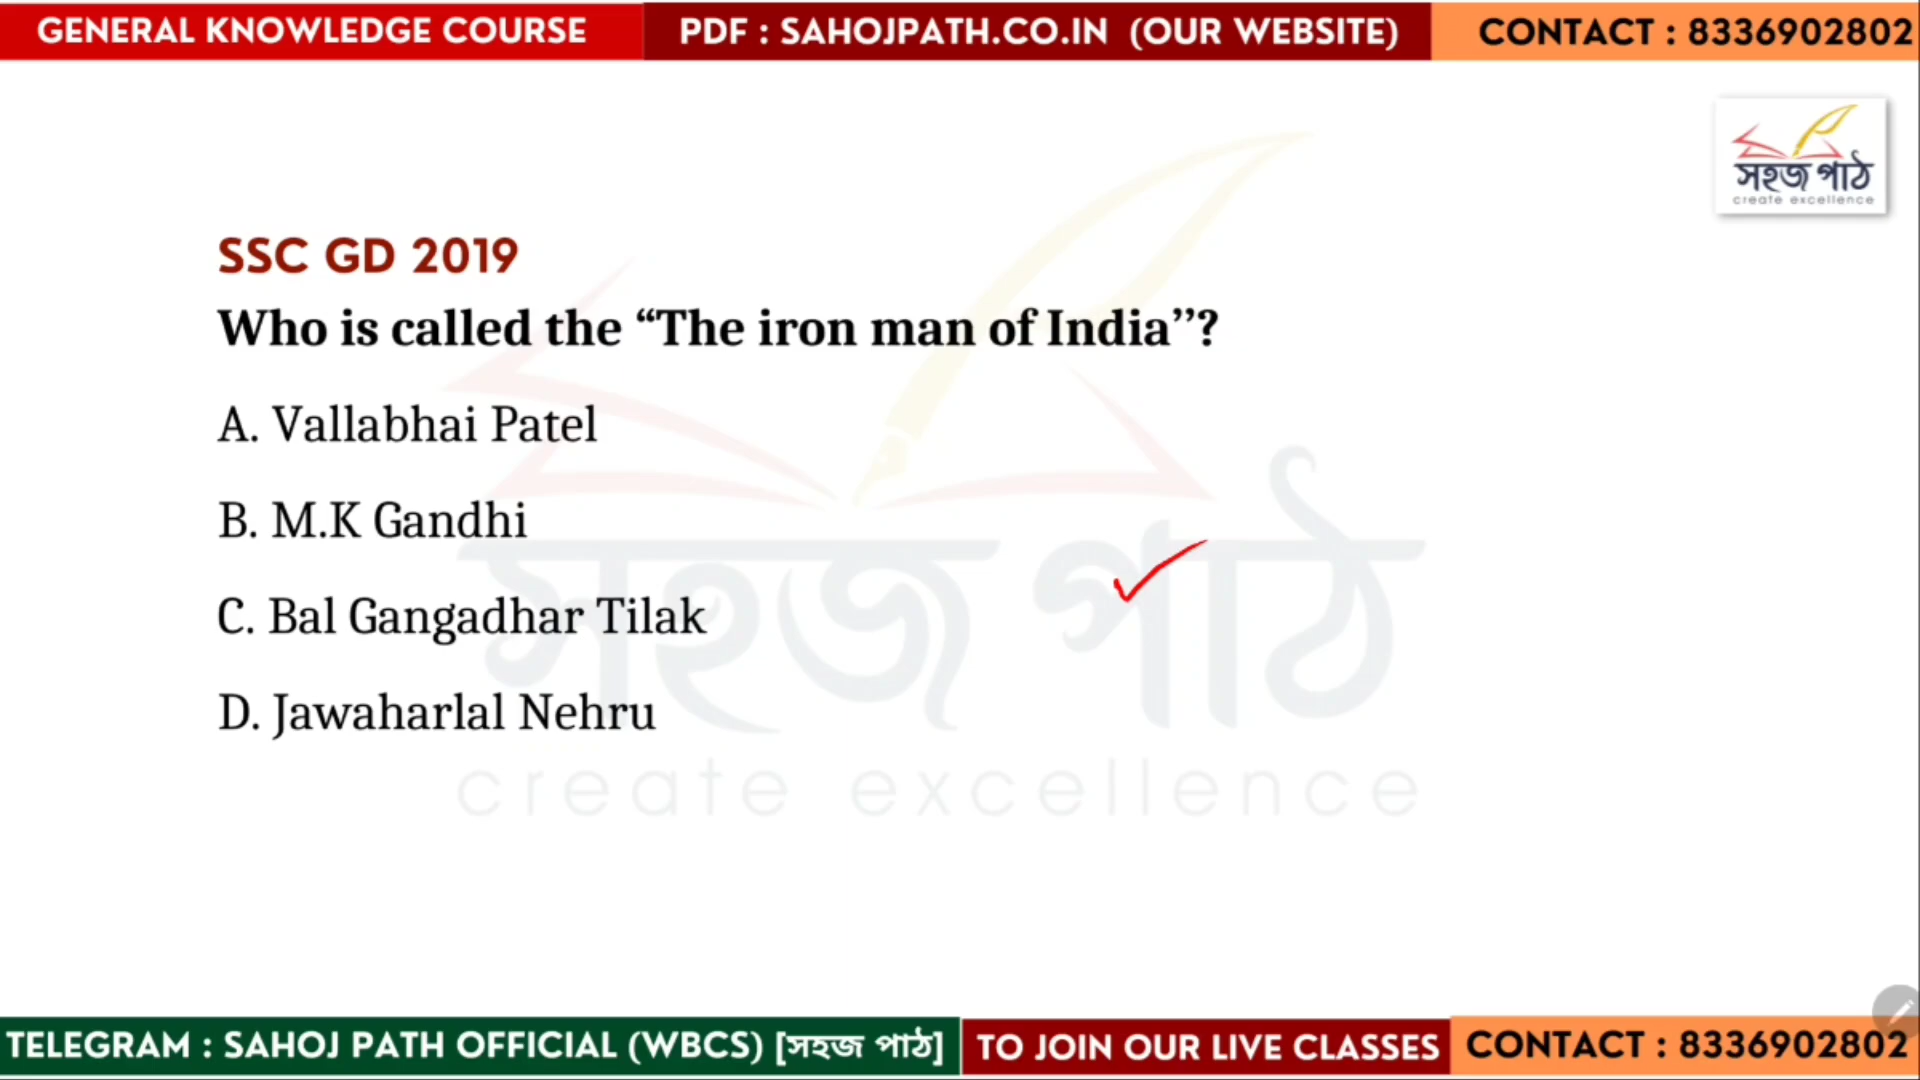 GENERAL KNOWLEDGE COURSE PDF : SAHOJPATH.CO.IN (OUR WEBSITE) CONTACT : 8336902802
সহজ পাঠ
create excellence
SSC GD 2019
Who is called the “The iron man of India’’?
A. Vallabhai Patel
B. M.K Gandhi
C. Bal Gangadhar Tilak
D. Jawaharlal Nehru
সহজ পাঠ
create excellence
TELEGRAM : SAHOJ PATH OFFICIAL (WBCS) [সহজ পাঠ] TO JOIN OUR LIVE CLASSES CONTACT : 8336902802